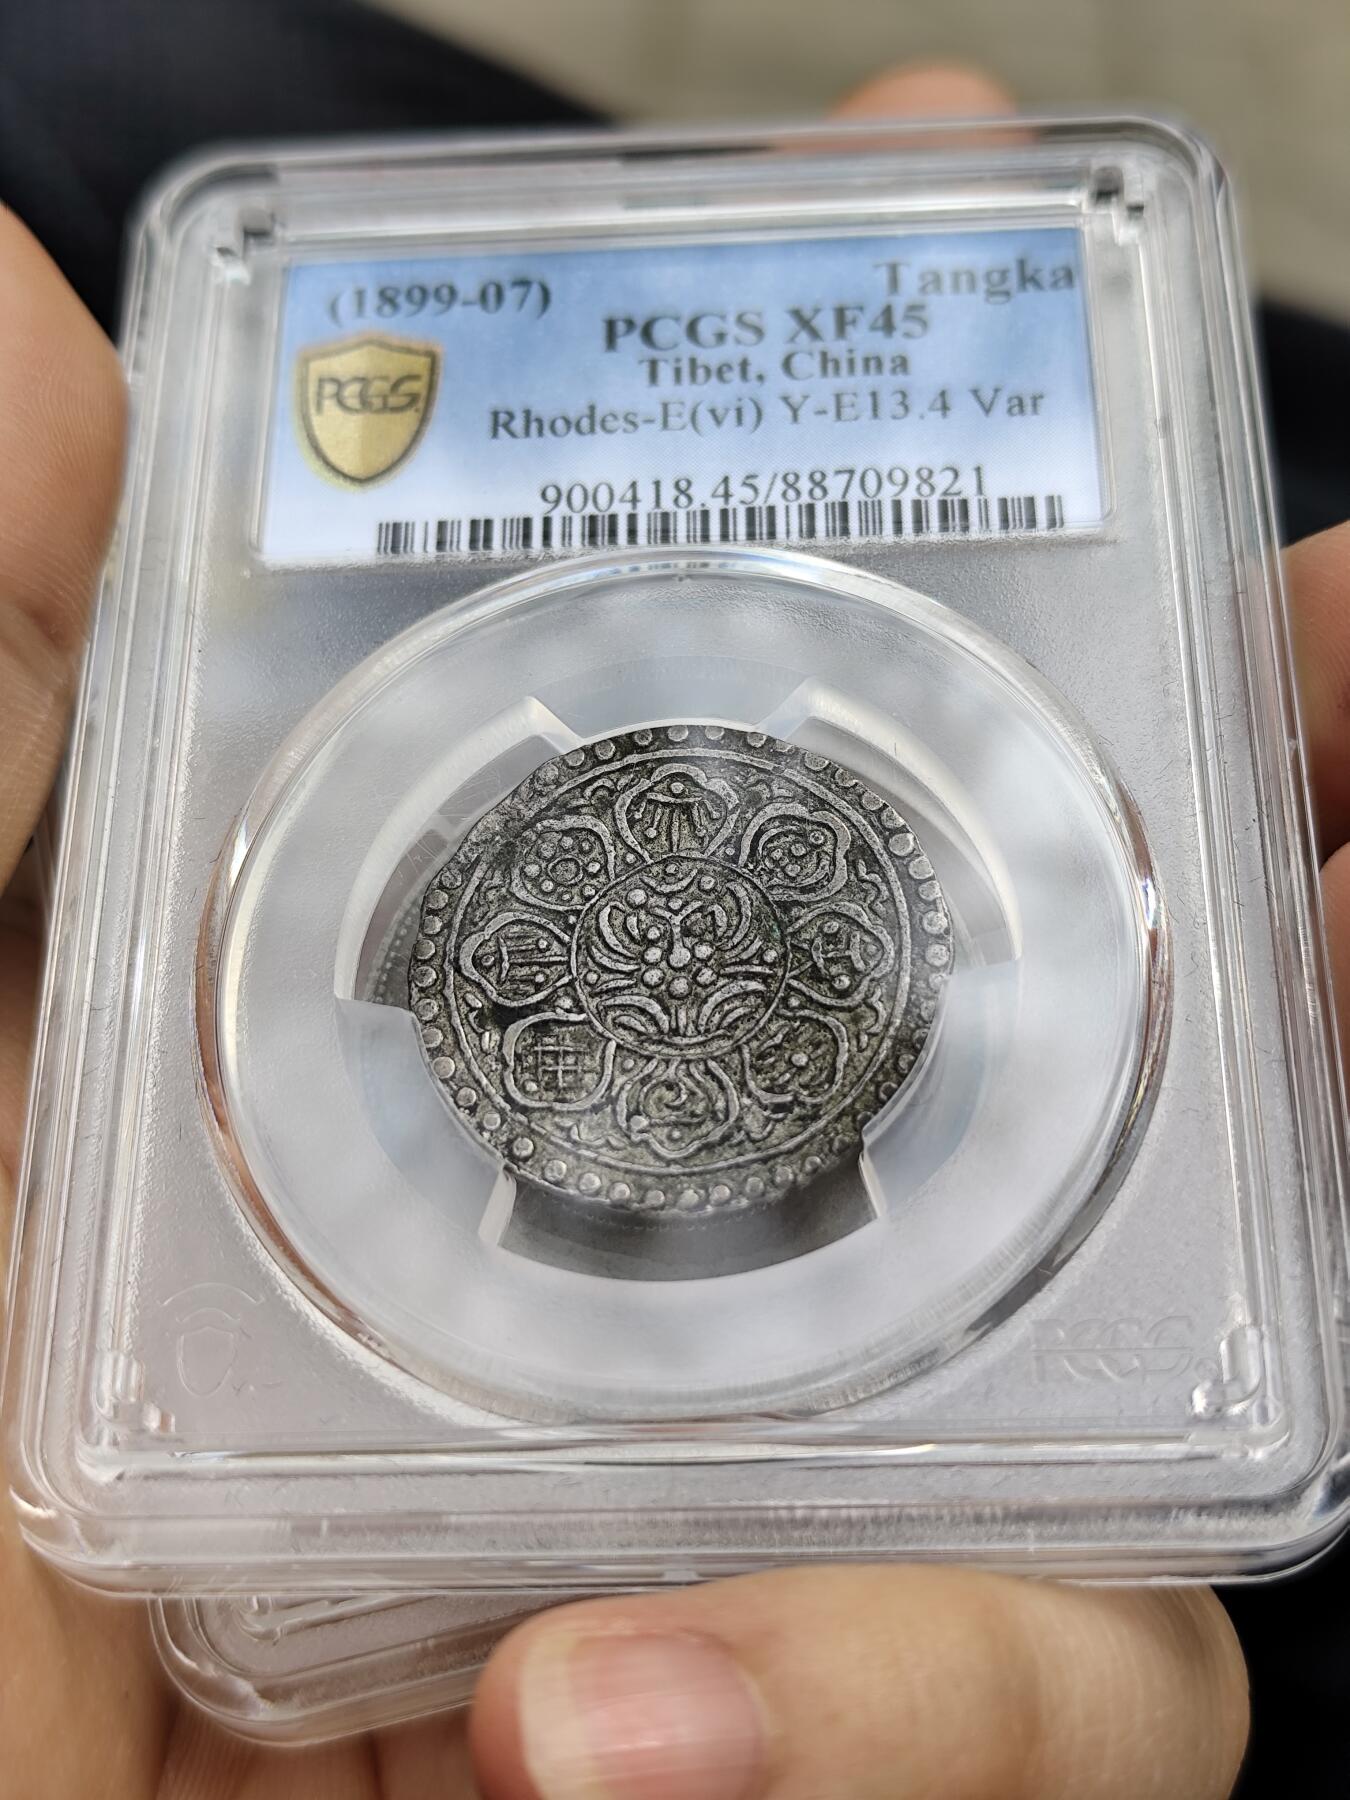 (1899-07) Tangka
PCGS XF45
Tibet, China
Rhodes-E(vi) Y-E13.4 Var
900418.45/88709821
PCGS
PCGS